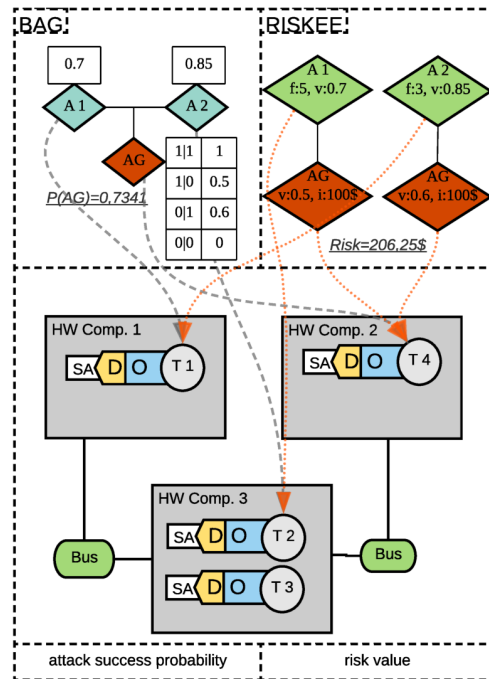 BAG
RISKEE
0.7
0.85
A 1
A 2
AG
P(AG)=0,7341
1|1 1
1|0 0.5
0|1 0.6
0|0 0
A 1
f:5, v:0.7
A 2
f:3, v:0.85
AG
v:0.5, i:100$
AG
v:0.6, i:100$
Risk=206,25$
HW Comp. 1
SA D O T 1
HW Comp. 2
SA D O T 4
HW Comp. 3
SA D O T 2
SA D O T 3
Bus
Bus
attack success probability
risk value